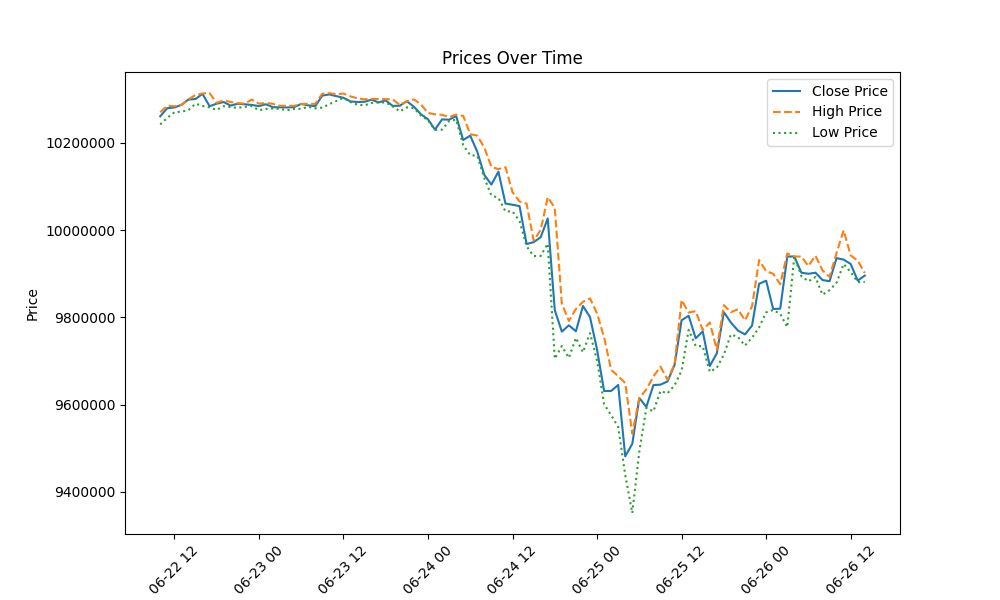 Prices Over Time
Close Price
High Price
Low Price
Price
10200000
10000000
9800000
9600000
9400000
06-22 12
06-23 00
06-23 12
06-24 00
06-24 12
06-25 00
06-25 12
06-26 00
06-26 12